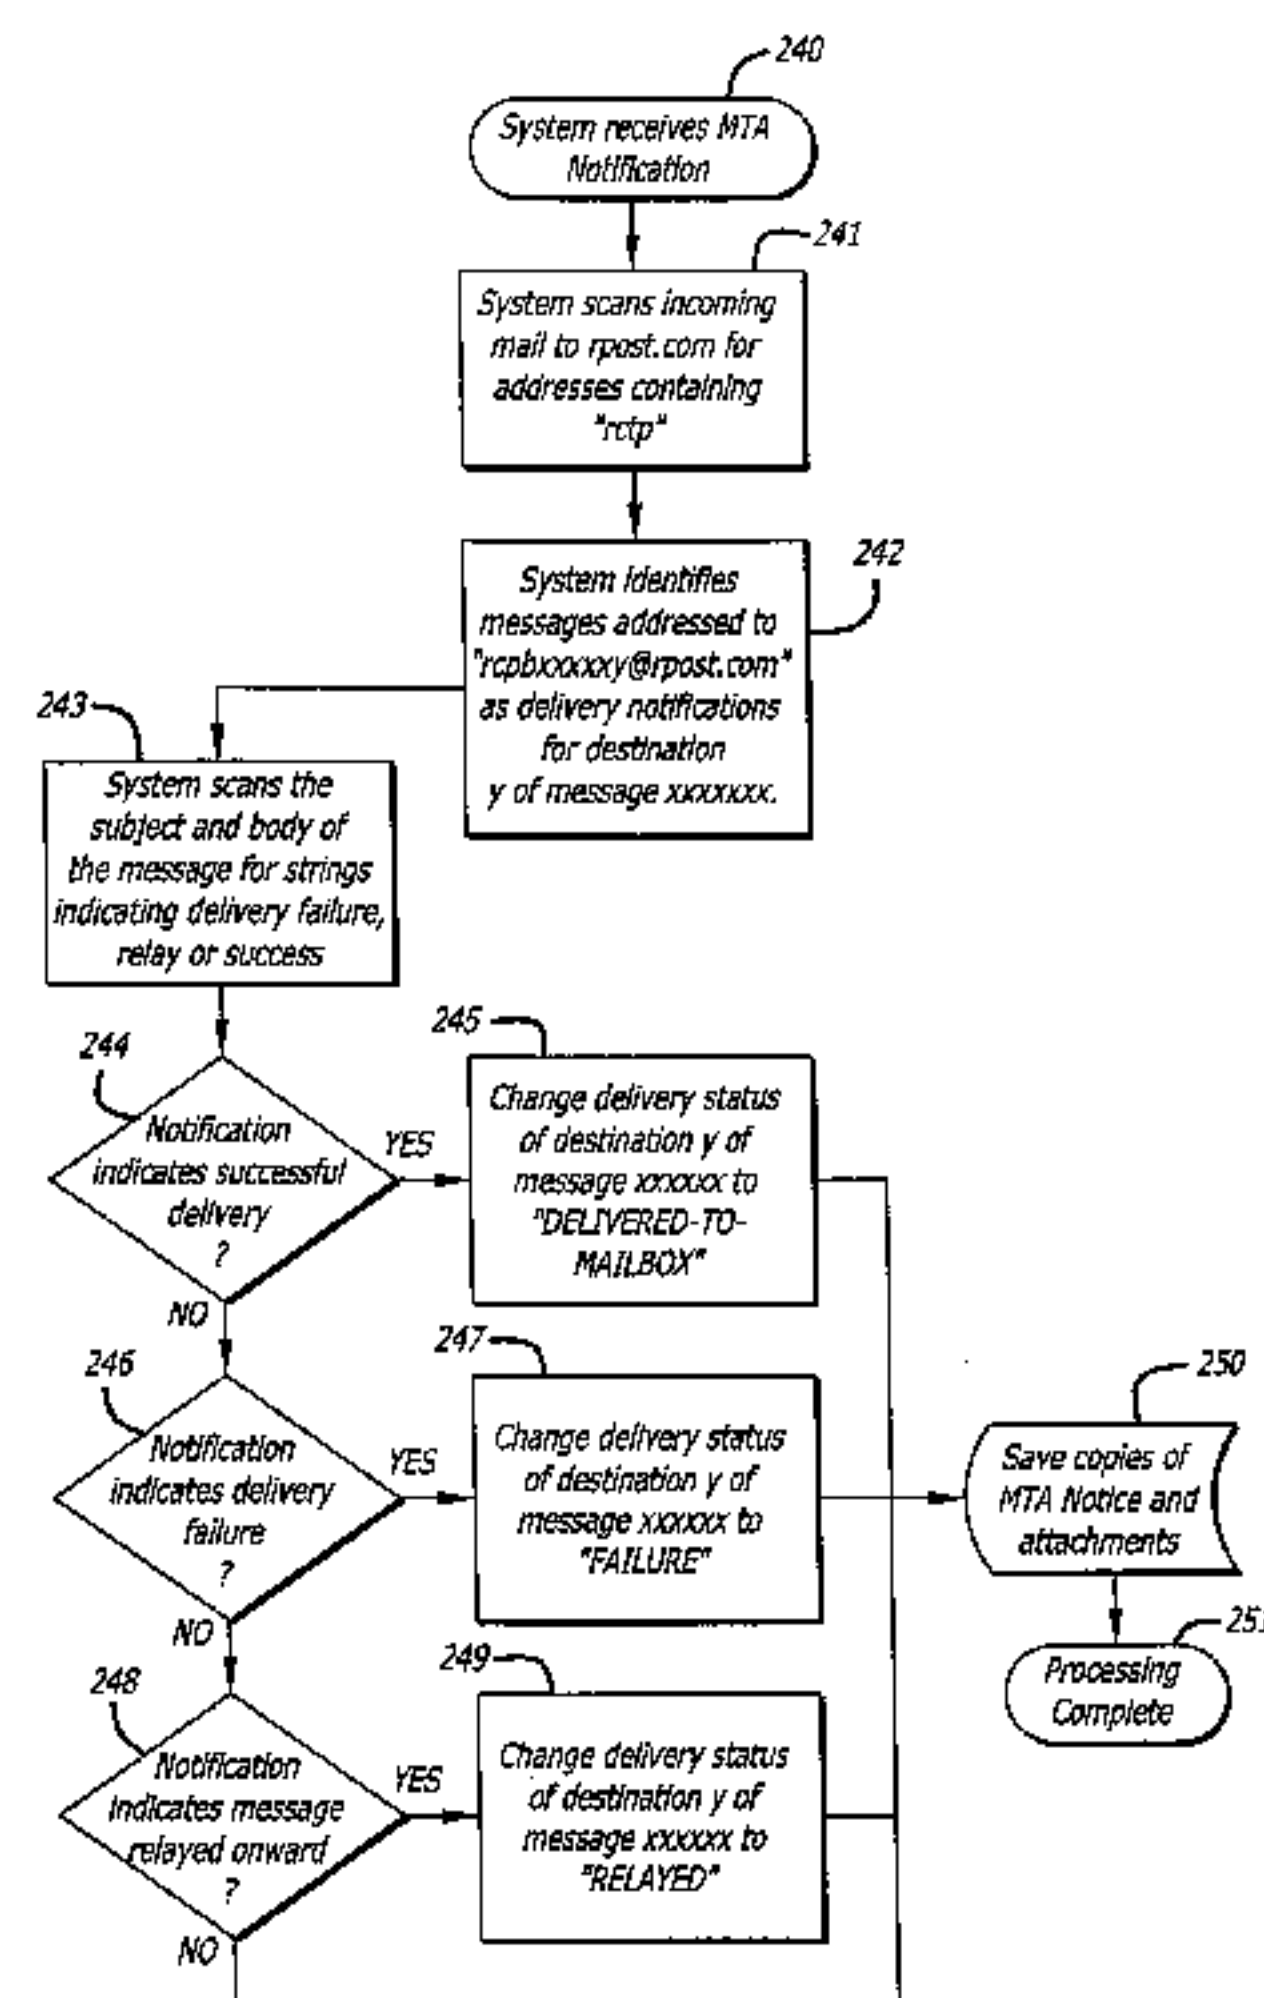 240
System receives MTA
Notification
241
System scans incoming
mail to rpost.com for
addresses containing
"rctp"
242
System identifies
messages addressed to
"rcpbxxxxxxy@rpost.com"
as delivery notifications
for destination
y of message xxxxxxx.
243
System scans the
subject and body of
the message for strings
indicating delivery failure,
relay or success
244
Notification
indicates successful
delivery
?
YES
NO
245
Change delivery status
of destination y of
message xxxxxx to
"DELIVERED-TO-
MAILBOX"
246
Notification
indicates delivery
failure
?
YES
NO
247
Change delivery status
of destination y of
message xxxxxx to
"FAILURE"
250
Save copies of
MTA Notice and
attachments
251
Processing
Complete
248
Notification
indicates message
relayed onward
?
YES
NO
249
Change delivery status
of destination y of
message xxxxxx to
"RELAYED"